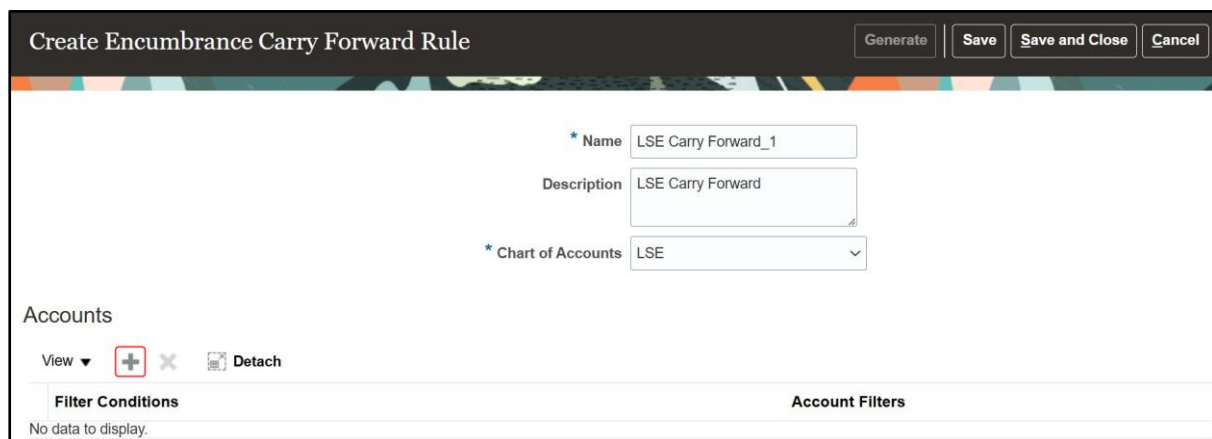 Create Encumbrance Carry Forward Rule Generate Save Save and Close Cancel
* Name LSE Carry Forward_1
Description LSE Carry Forward
* Chart of Accounts LSE
Accounts
View Detach
Filter Conditions Account Filters
No data to display.